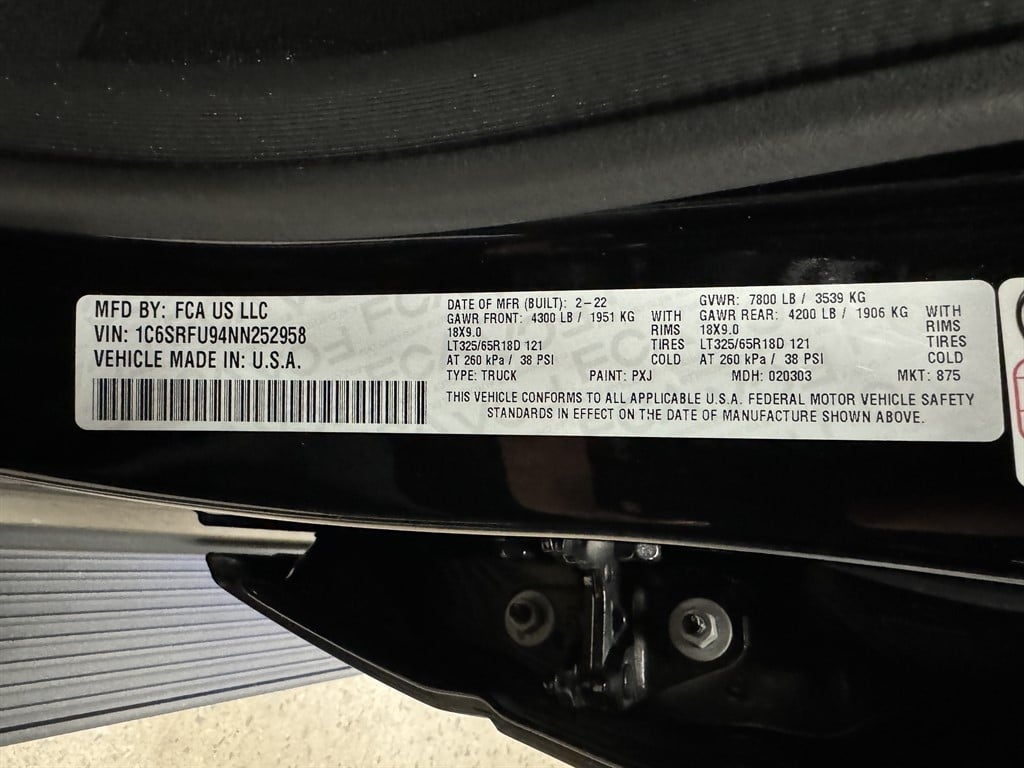 MFD BY: FCA US LLC
VIN: 1C6SRFU94NN252958
VEHICLE MADE IN: U.S.A.
DATE OF MFR (BUILT): 2-22
GAWR FRONT: 4300 LB / 1951 KG WITH
18X9.0 RIMS
LT325/65R18D 121 TIRES
AT 260 kPa / 38 PSI COLD
GVWR: 7800 LB / 3539 KG
GAWR REAR: 4200 LB / 1906 KG WITH
18X9.0 RIMS
LT325/65R18D 121 TIRES
AT 260 kPa / 38 PSI COLD
TYPE: TRUCK PAINT: PXJ MDH: 020303 MKT: 875
THIS VEHICLE CONFORMS TO ALL APPLICABLE U.S.A. FEDERAL MOTOR VEHICLE SAFETY
STANDARDS IN EFFECT ON THE DATE OF MANUFACTURE SHOWN ABOVE.